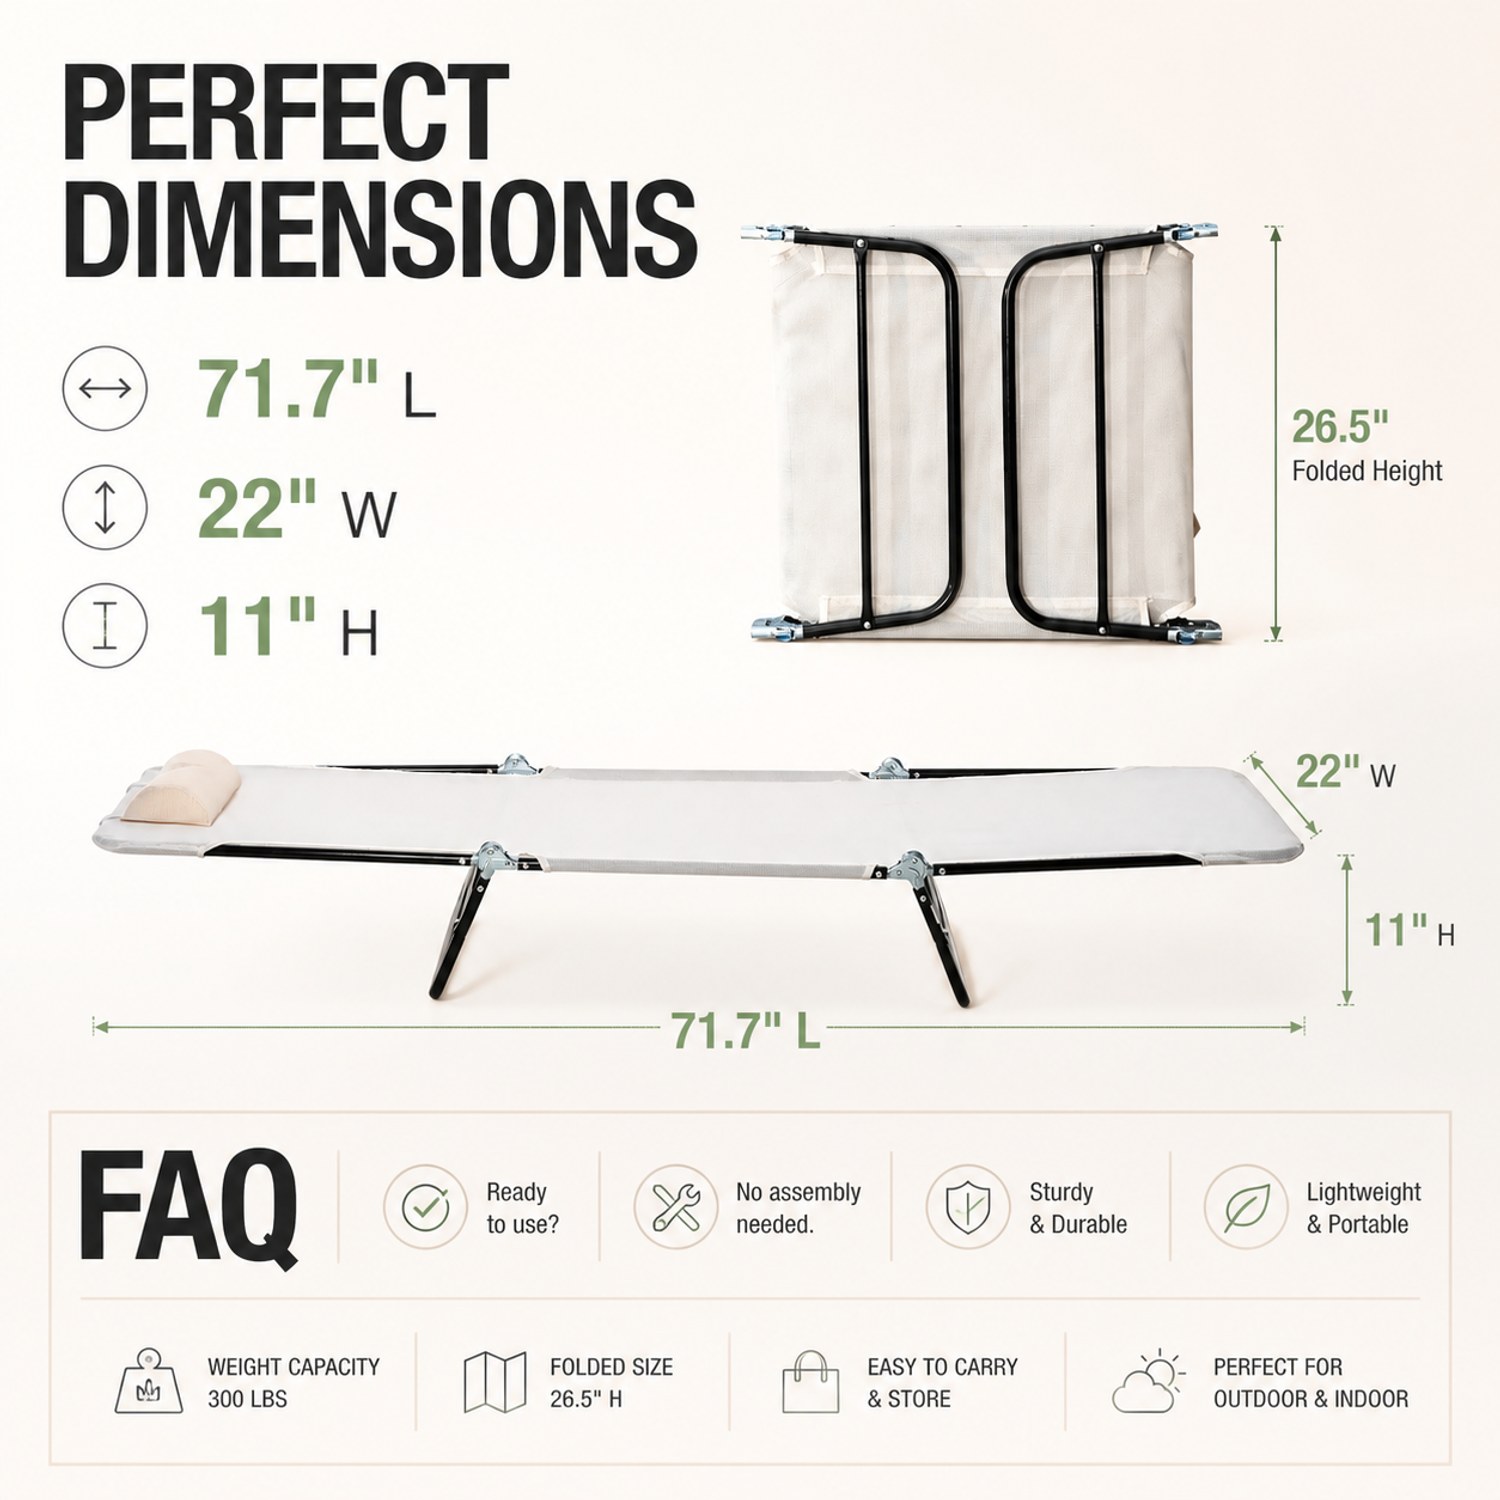 PERFECT
DIMENSIONS
71.7" L
22" W
11" H
26.5"
Folded Height
22" W
11" H
71.7" L
FAQ
Ready
to use?
No assembly
needed.
Sturdy
& Durable
Lightweight
& Portable
WEIGHT CAPACITY
300 LBS
FOLDED SIZE
26.5" H
EASY TO CARRY
& STORE
PERFECT FOR
OUTDOOR & INDOOR